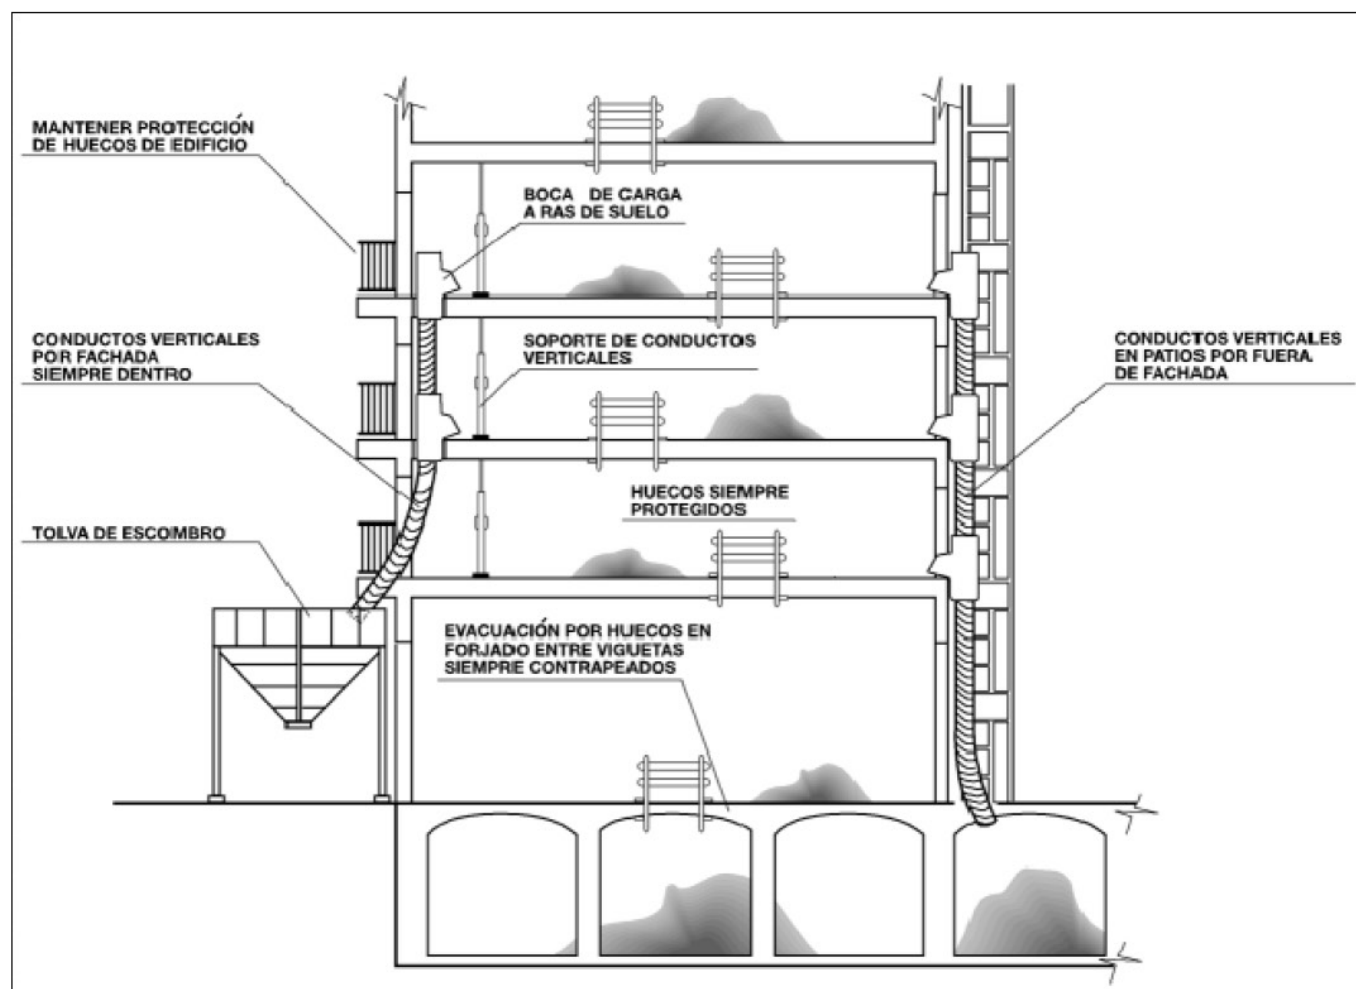 MANTENER PROTECCIÓN
DE HUECOS DE EDIFICIO
BOCA DE CARGA
A RAS DE SUELO
CONDUCTOS VERTICALES
POR FACHADA
SIEMPRE DENTRO
SOPORTE DE CONDUCTOS
VERTICALES
CONDUCTOS VERTICALES
EN PATIOS POR FUERA
DE FACHADA
HUECOS SIEMPRE
PROTEGIDOS
TOLVA DE ESCOMBRO
EVACUACIÓN POR HUECOS EN
FORJADO ENTRE VIGUETAS
SIEMPRE CONTRAPEADOS